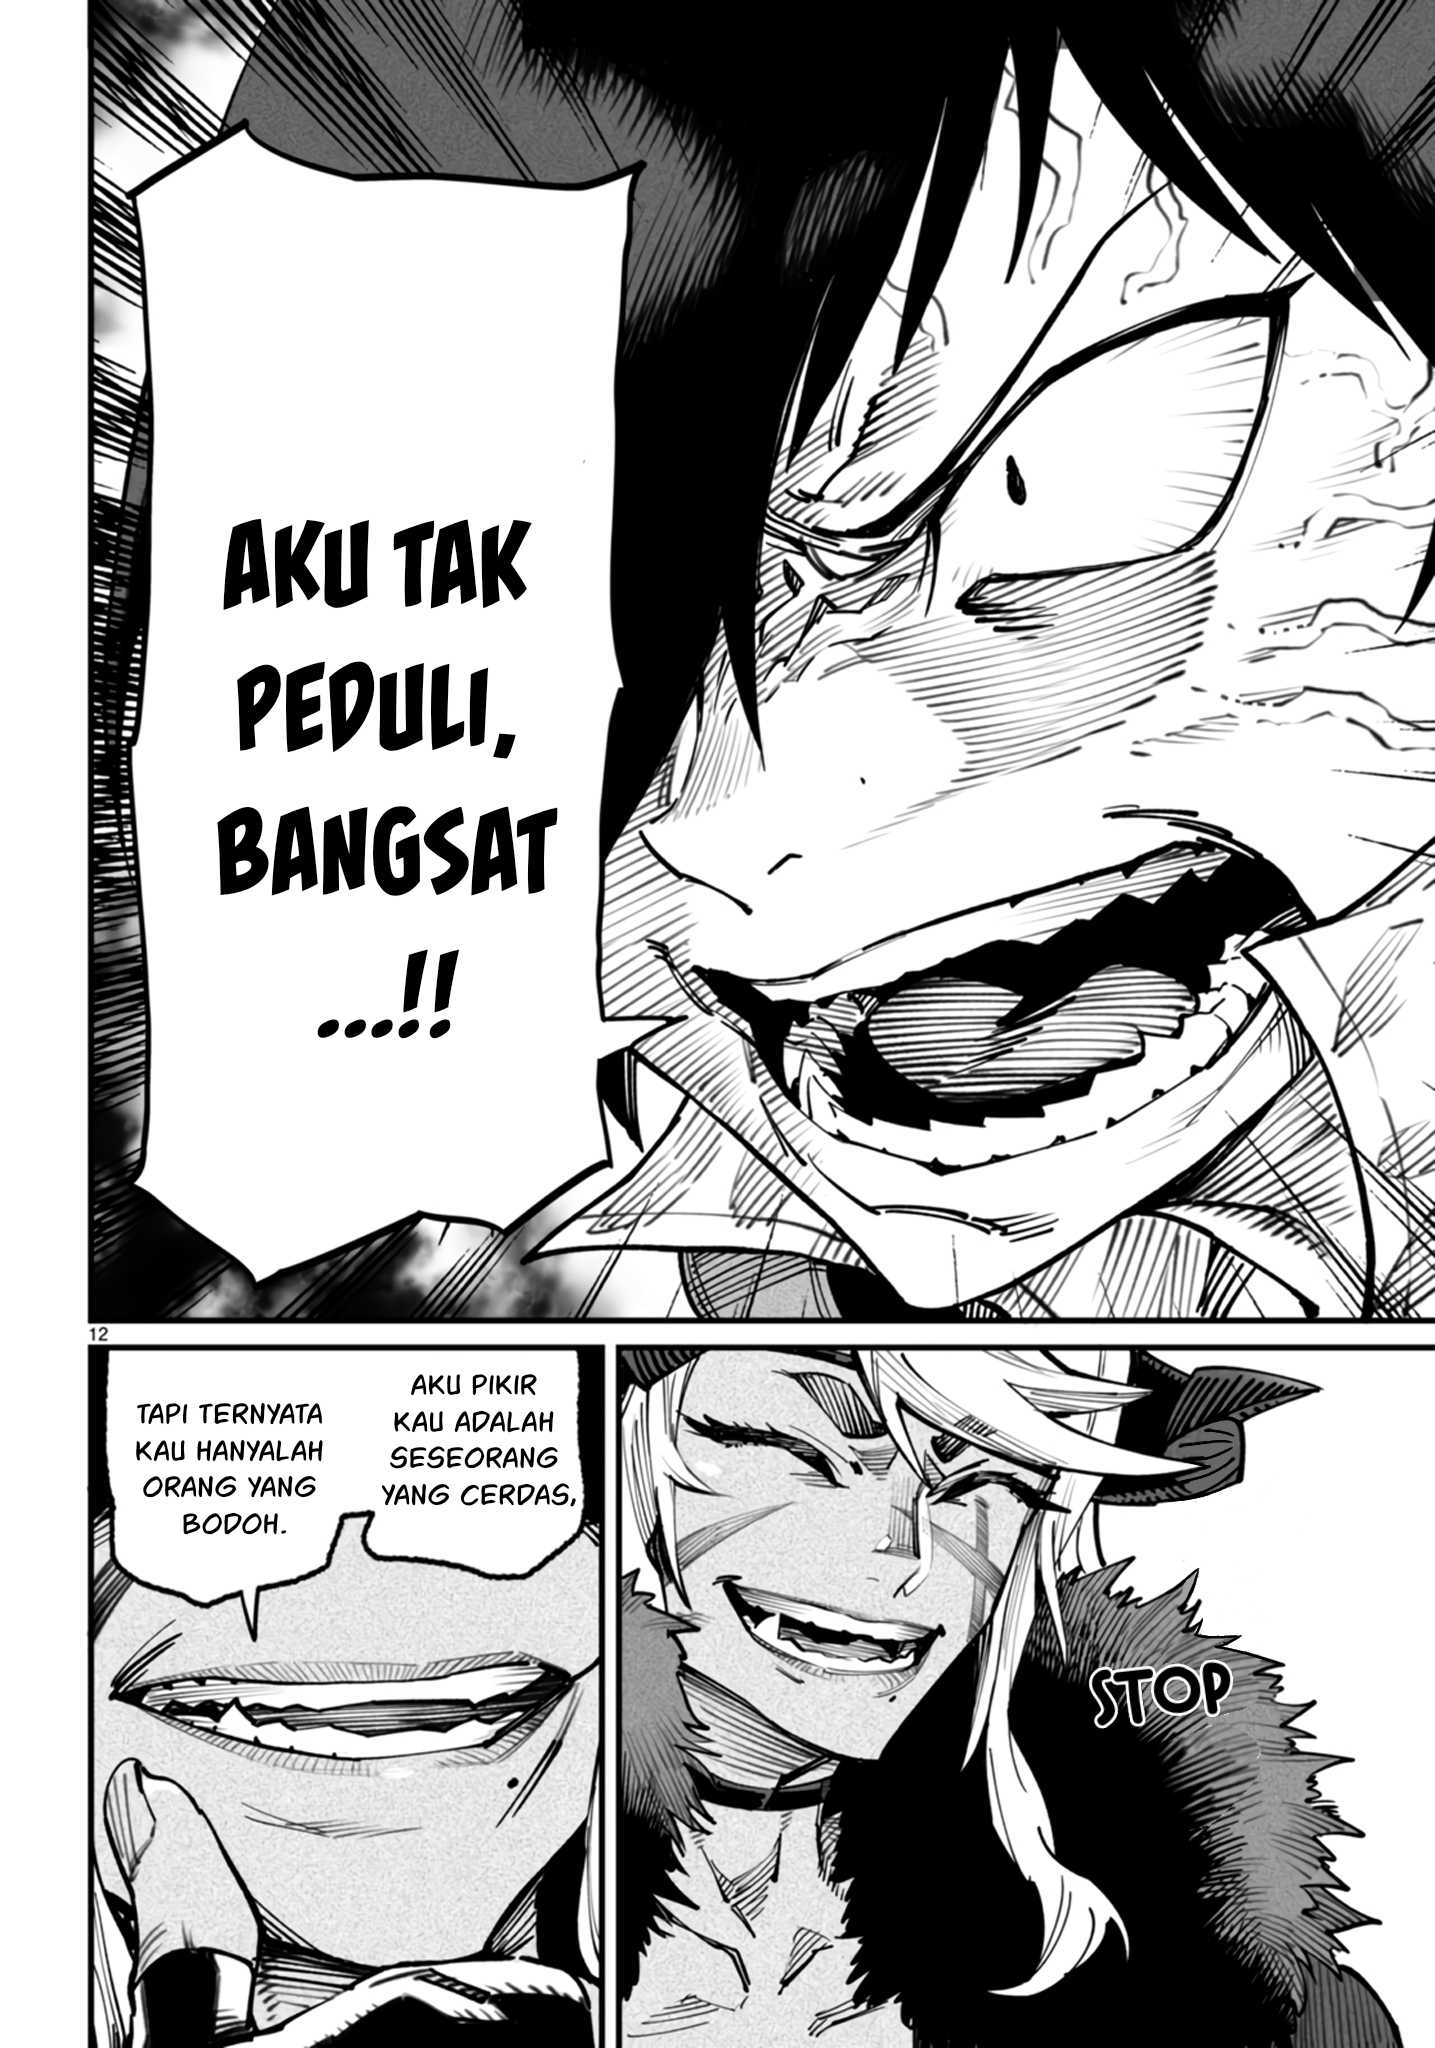 AKU TAK
PEDULI,
BANGSAT
...!!
12
STOP
AKU PIKIR
KAU ADALAH
SESEORANG
YANG CERDAS,
TAPI TERNYATA
KAU HANYALAH
ORANG YANG
BODOH.